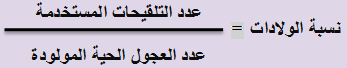 عدد التلقيحات المستخدمة
نسبة الولادات =
عدد العجول الحية المولودة